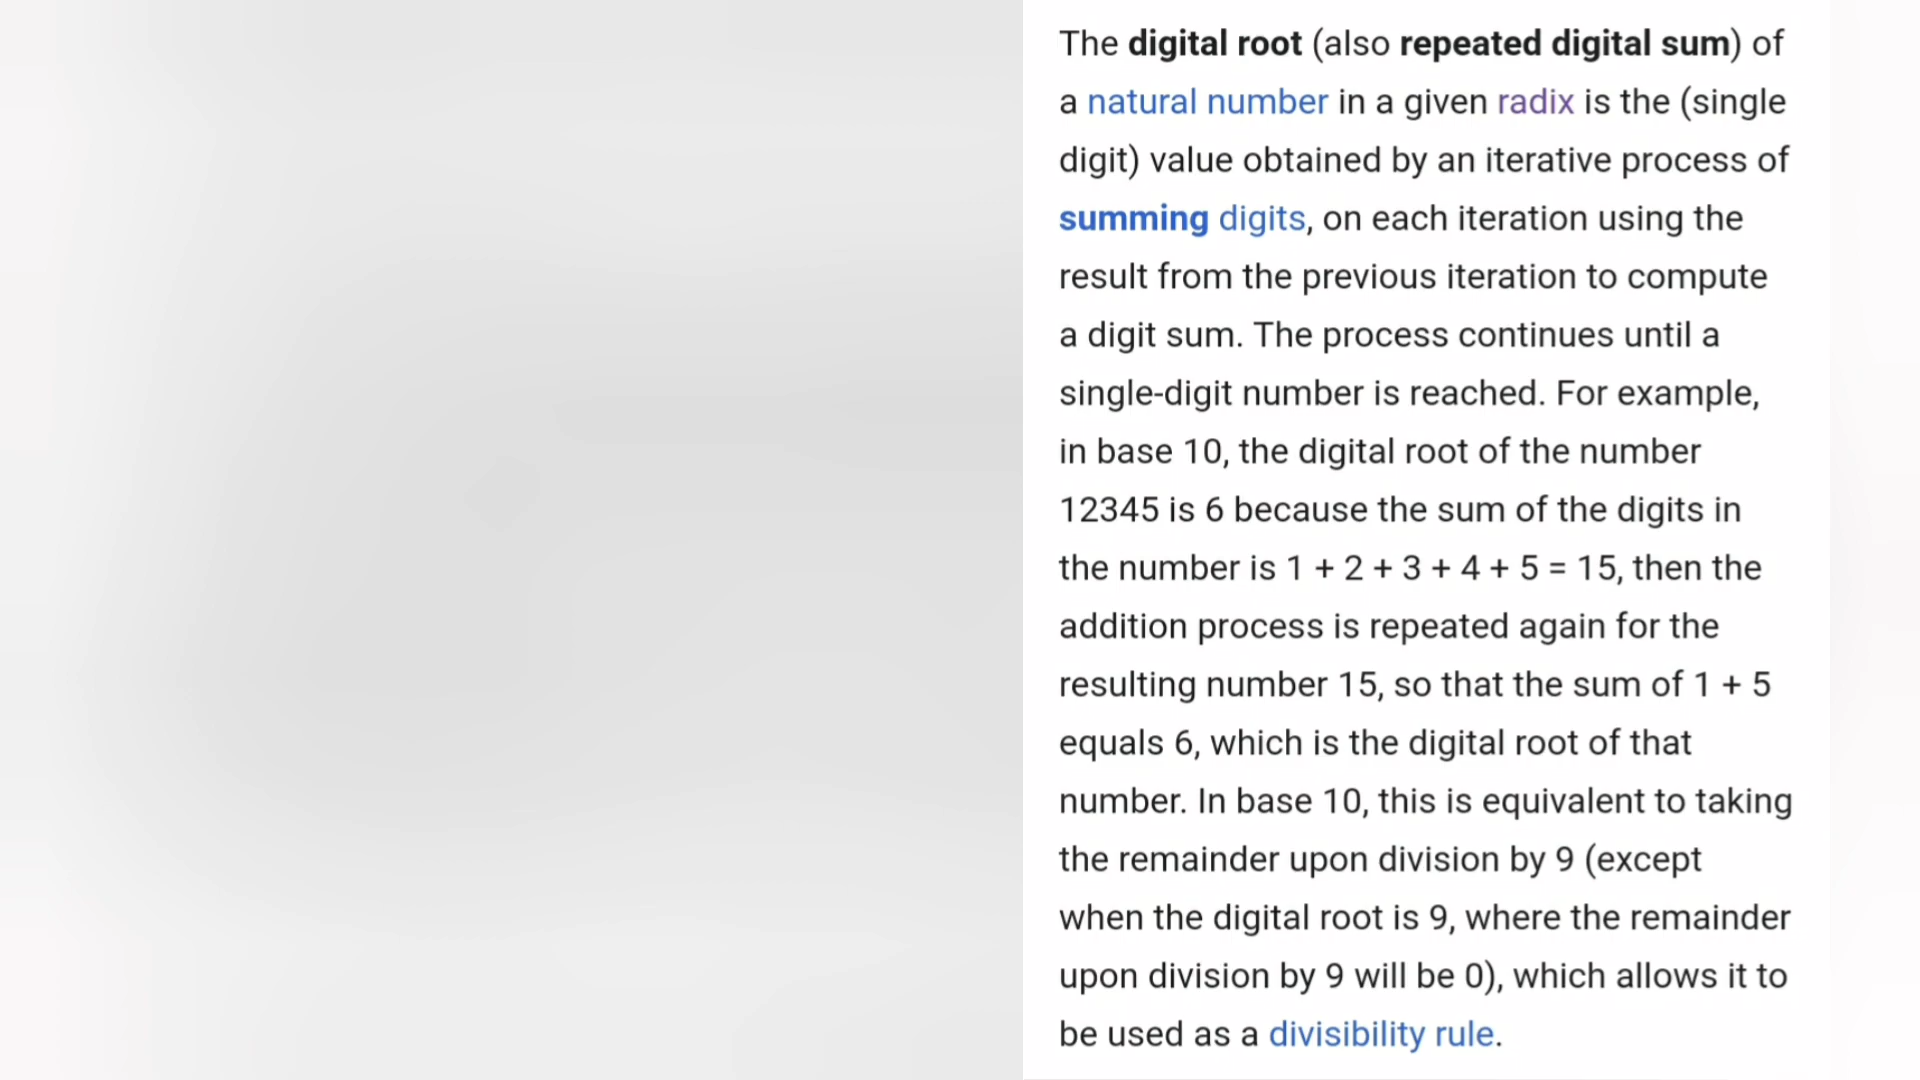 The digital root (also repeated digital sum) of
a natural number in a given radix is the (single
digit) value obtained by an iterative process of
summing digits, on each iteration using the
result from the previous iteration to compute
a digit sum. The process continues until a
single-digit number is reached. For example,
in base 10, the digital root of the number
12345 is 6 because the sum of the digits in
the number is 1 + 2 + 3 + 4 + 5 = 15, then the
addition process is repeated again for the
resulting number 15, so that the sum of 1 + 5
equals 6, which is the digital root of that
number. In base 10, this is equivalent to taking
the remainder upon division by 9 (except
when the digital root is 9, where the remainder
upon division by 9 will be 0), which allows it to
be used as a divisibility rule.